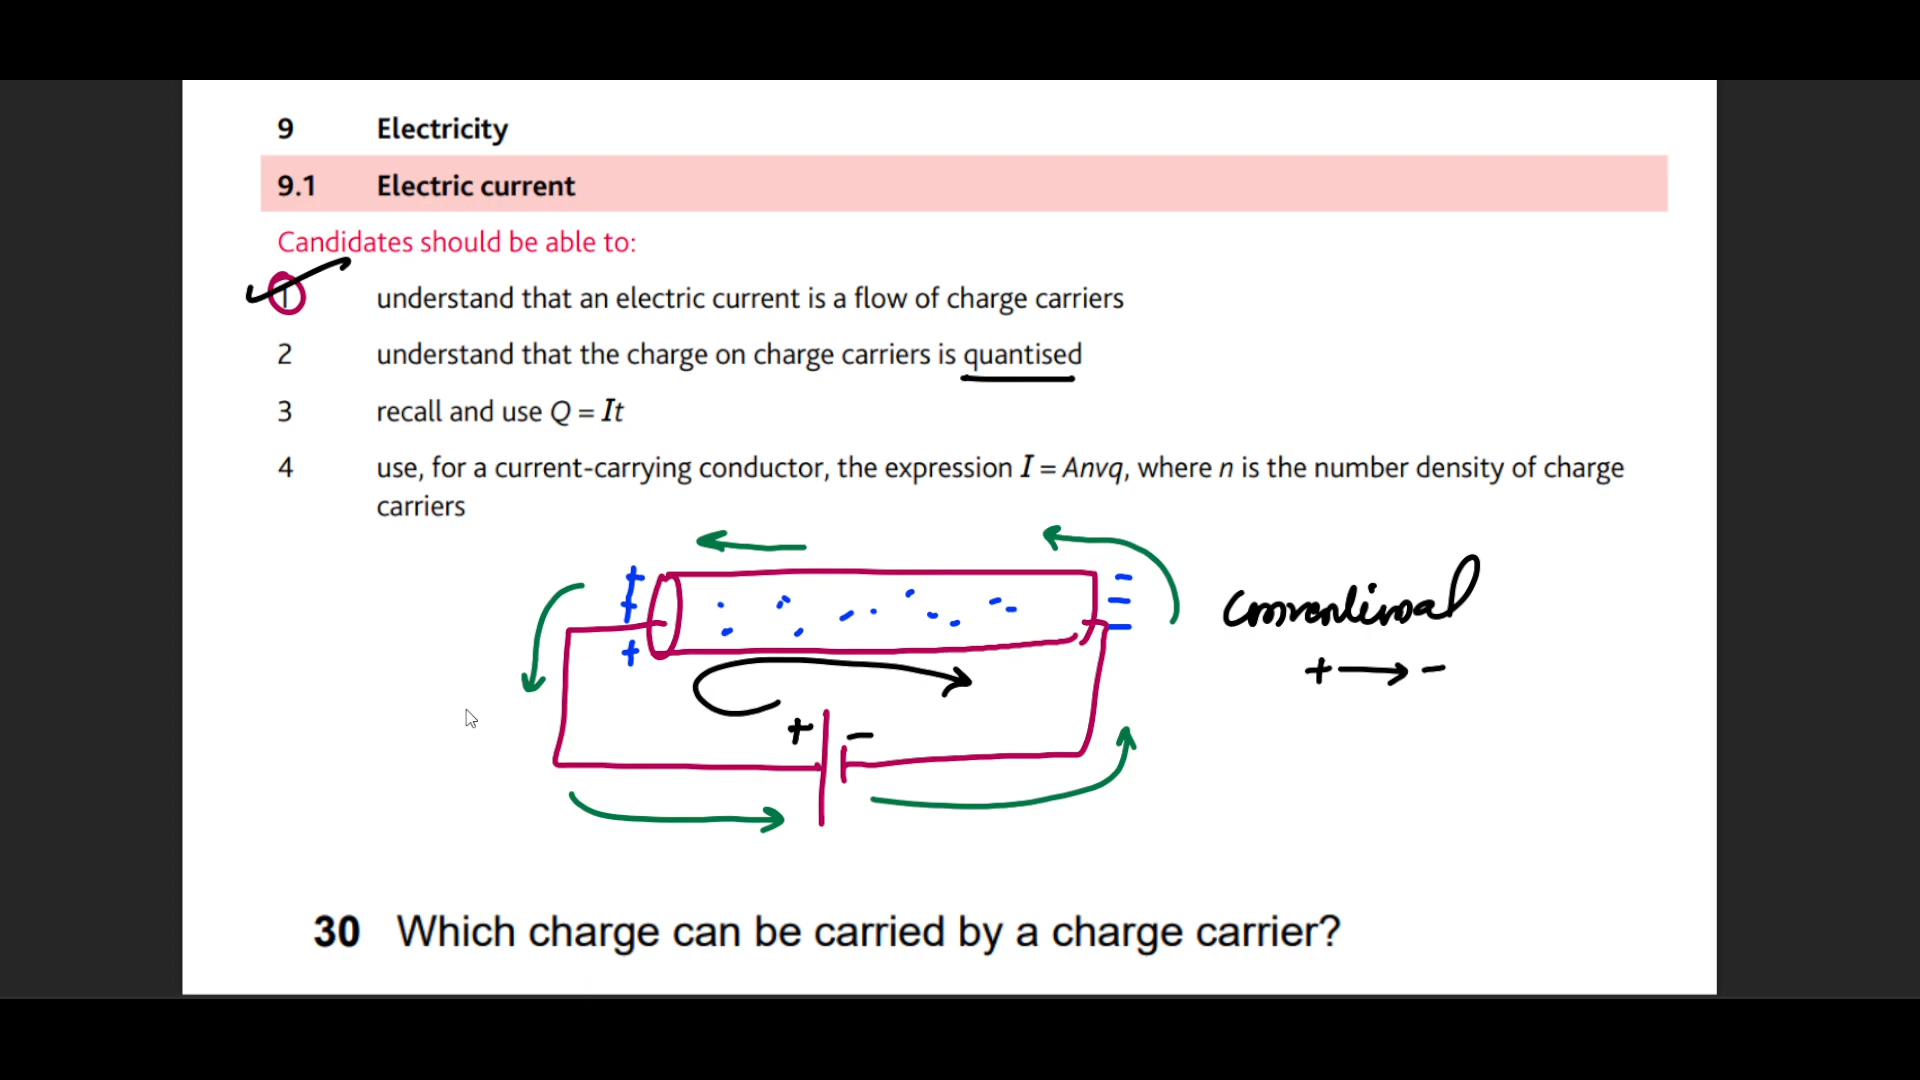 9 Electricity
9.1 Electric current
Candidates should be able to:
1 understand that an electric current is a flow of charge carriers
2 understand that the charge on charge carriers is quantised
3 recall and use Q = It
4 use, for a current-carrying conductor, the expression I = Anvq, where n is the number density of charge
carriers
+ −
+ −
+ −
conventional
+ → −
+ −
30 Which charge can be carried by a charge carrier?